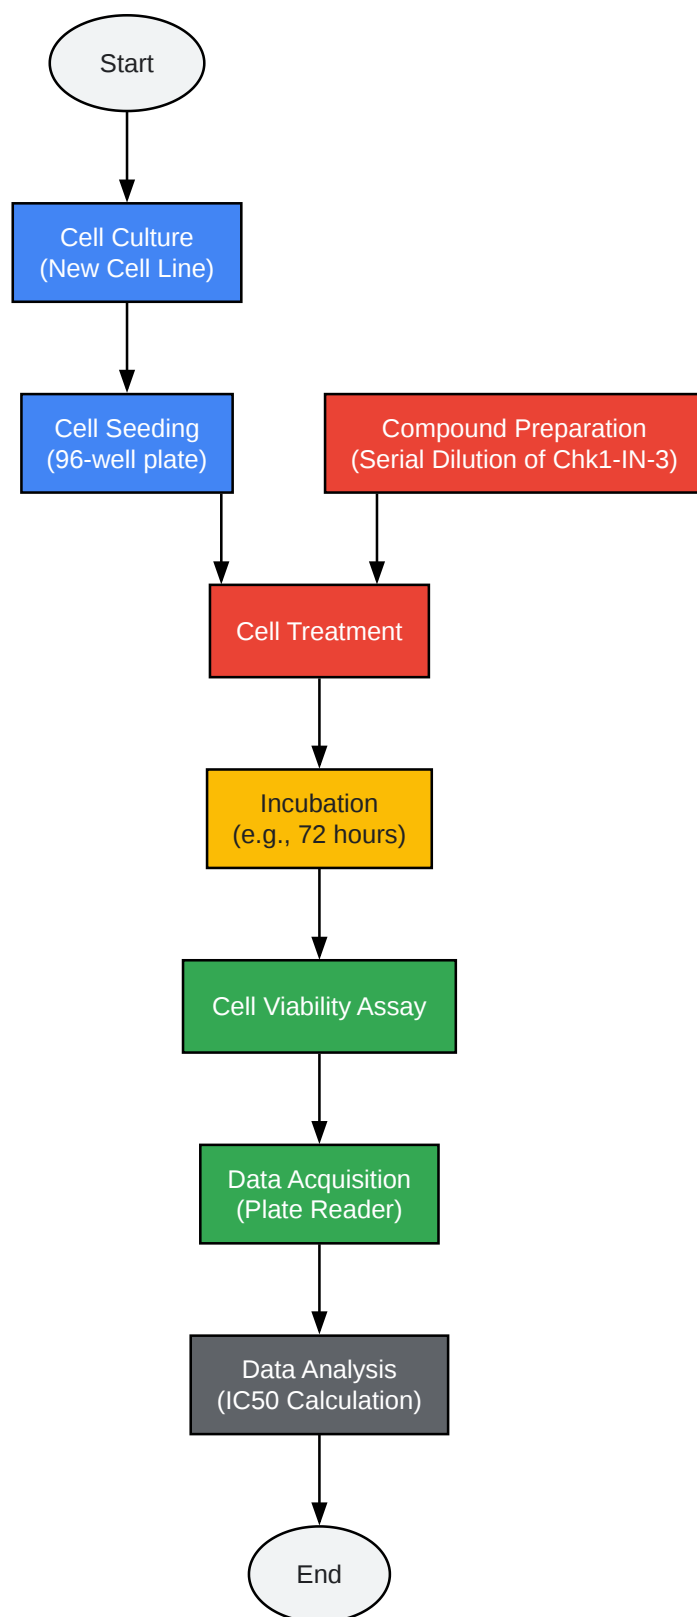 Start
Cell Culture
(New Cell Line)
Cell Seeding
(96-well plate)
Compound Preparation
(Serial Dilution of Chk1-IN-3)
Cell Treatment
Incubation
(e.g., 72 hours)
Cell Viability Assay
Data Acquisition
(Plate Reader)
Data Analysis
(IC50 Calculation)
End